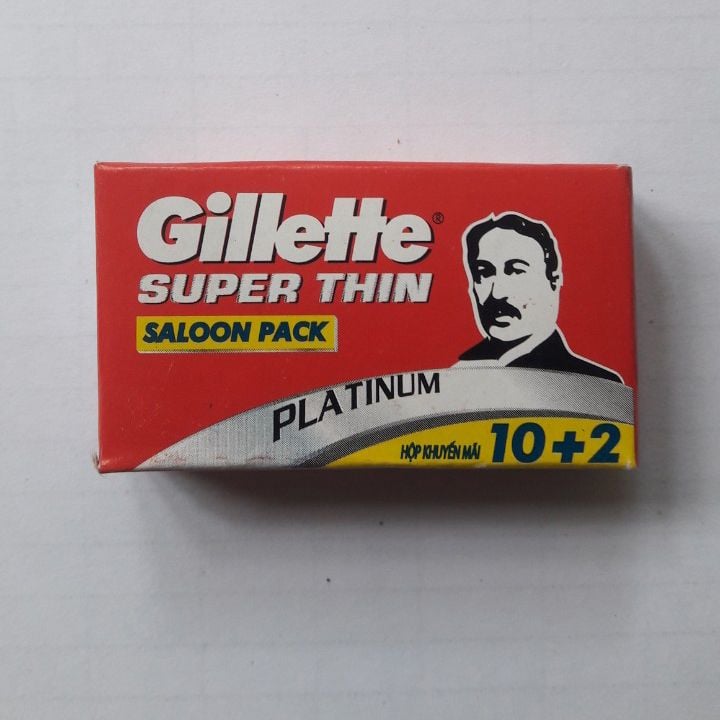 Gillette®
SUPER THIN
SALOON PACK
PLATINUM
HỘP KHUYẾN MÃI 10+2